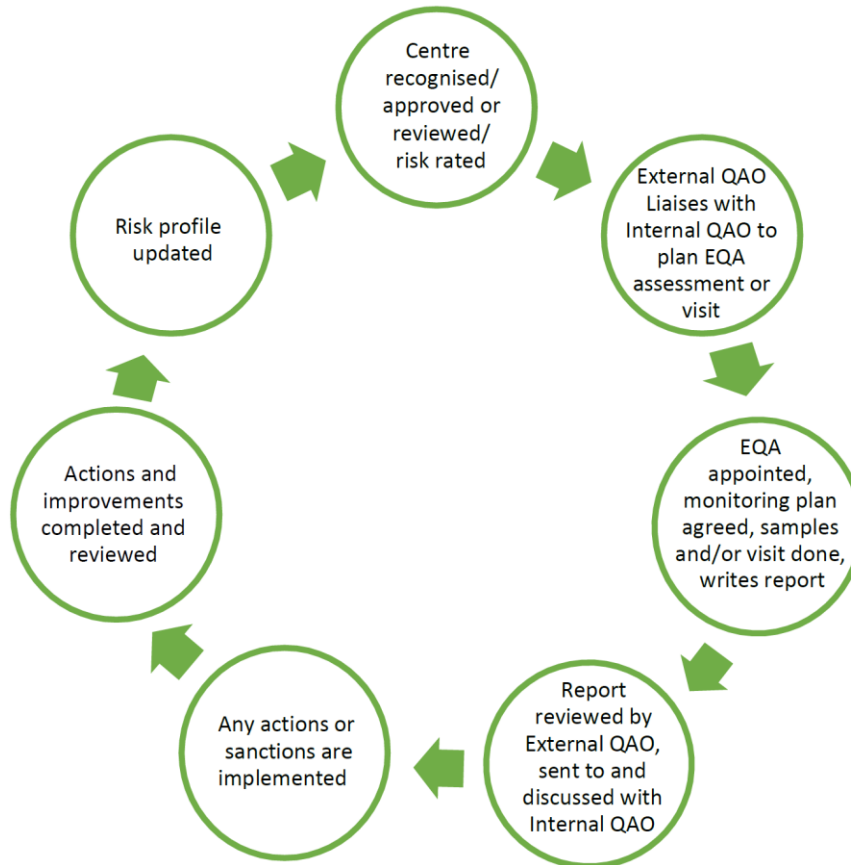 Centre
recognised/
approved or
reviewed/
risk rated
External QAO
Liaises with
Internal QAO to
plan EQA
assessment or
visit
EQA
appointed,
monitoring plan
agreed, samples
and/or visit done,
writes report
Report
reviewed by
External QAO,
sent to and
discussed with
Internal QAO
Any actions or
sanctions are
implemented
Actions and
improvements
completed and
reviewed
Risk profile
updated